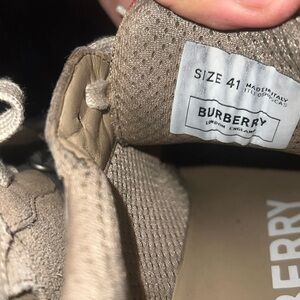 SIZE 41
MADE IN ITALY
BURBERRY
LONDON ENGLAND
BERRY